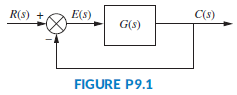 R(s) + E(s) C(s)
G(s)
−
FIGURE P9.1